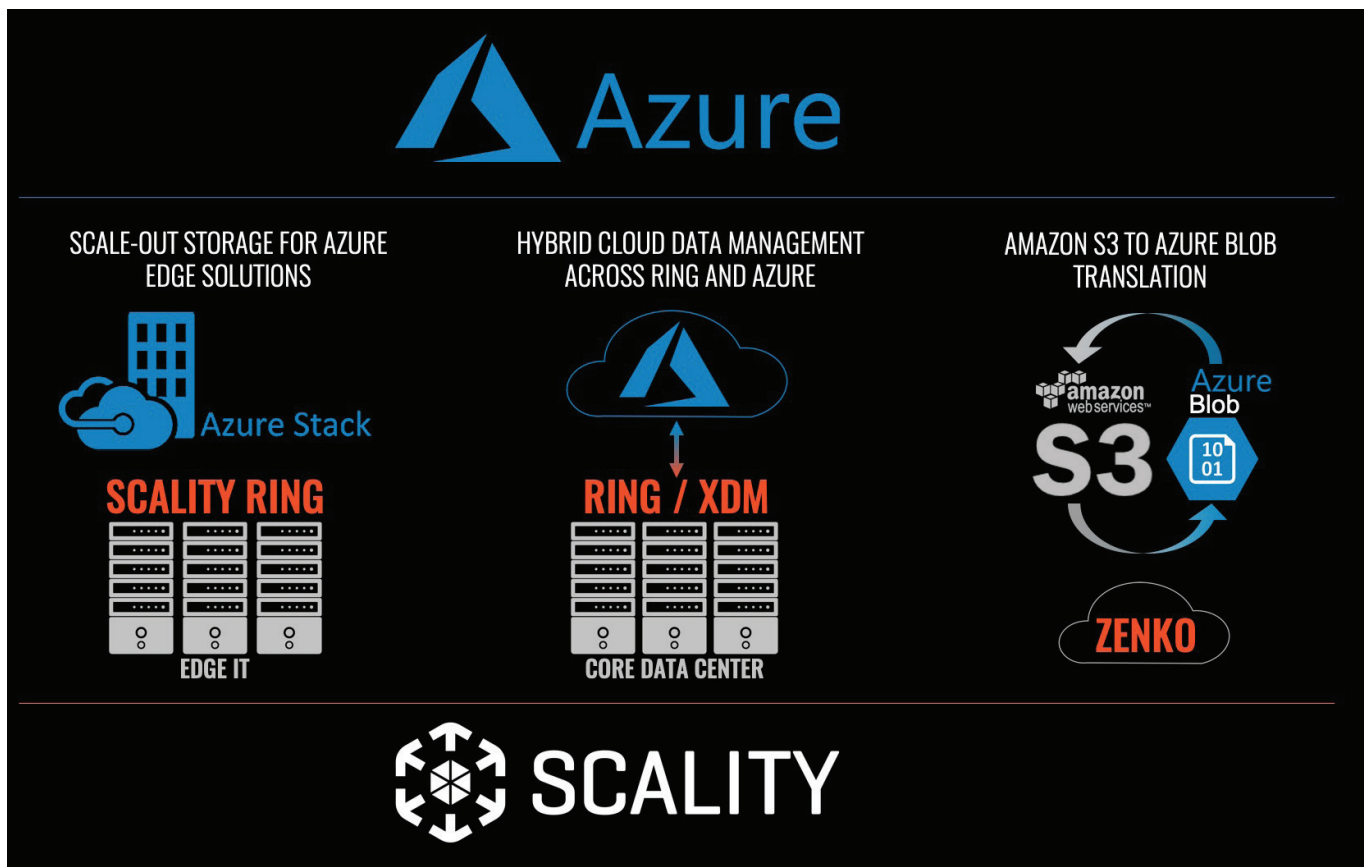 Azure
SCALE-OUT STORAGE FOR AZURE
EDGE SOLUTIONS
Azure Stack
SCALITY RING
EDGE IT
HYBRID CLOUD DATA MANAGEMENT
ACROSS RING AND AZURE
RING / XDM
CORE DATA CENTER
AMAZON S3 TO AZURE BLOB
TRANSLATION
amazon
web services™
S3
Azure
Blob
10
01
ZENKO
SCALITY